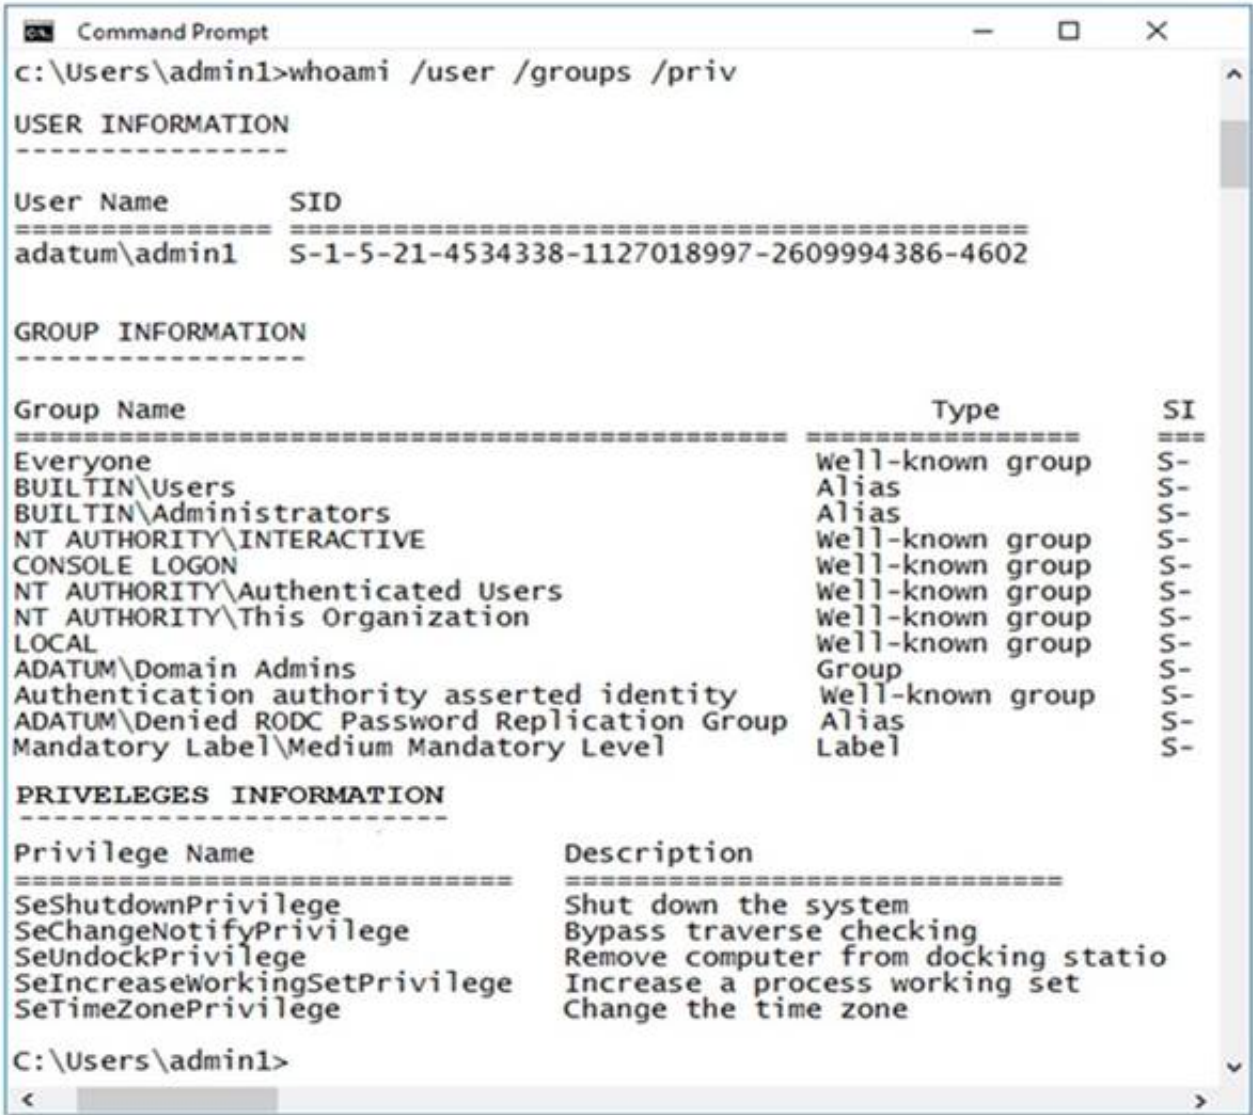 Command Prompt
c:\Users\admin1>whoami /user /groups /priv
USER INFORMATION
----------------
User Name       SID
=============== ===========================================
adatum\admin1   S-1-5-21-4534338-1127018997-2609994386-4602
GROUP INFORMATION
-----------------
Group Name                                    Type             SI
============================================= ================ ===
Everyone                                      Well-known group S-
BUILTIN\Users                                 Alias            S-
BUILTIN\Administrators                        Alias            S-
NT AUTHORITY\INTERACTIVE                      Well-known group S-
CONSOLE LOGON                                 Well-known group S-
NT AUTHORITY\Authenticated Users              Well-known group S-
NT AUTHORITY\This Organization                Well-known group S-
LOCAL                                         Well-known group S-
ADATUM\Domain Admins                          Group            S-
Authentication authority asserted identity    Well-known group S-
ADATUM\Denied RODC Password Replication Group Alias            S-
Mandatory Label\Medium Mandatory Level        Label            S-
PRIVELEGES INFORMATION
-------------------------
Privilege Name                Description
============================= =============================
SeShutdownPrivilege           Shut down the system
SeChangeNotifyPrivilege       Bypass traverse checking
SeUndockPrivilege             Remove computer from docking statio
SeIncreaseWorkingSetPrivilege Increase a process working set
SeTimeZonePrivilege           Change the time zone
C:\Users\admin1>